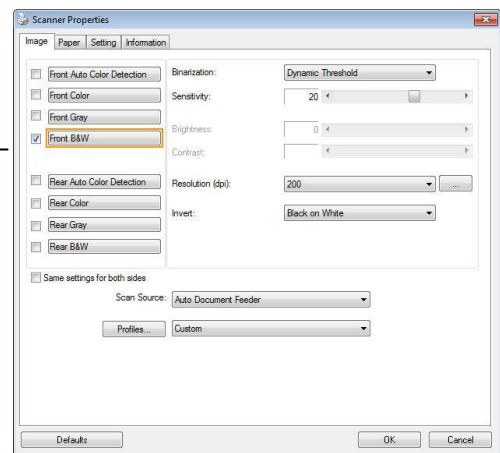 Scanner Properties
Image Paper Setting Information
Front Auto Color Detection
Front Color
Front Gray
Front B&W
Rear Auto Color Detection
Rear Color
Rear Gray
Rear B&W
Binarization: Dynamic Threshold
Sensitivity: 20
Brightness: 0
Contrast:
Resolution (dpi): 200 ...
Invert: Black on White
Same settings for both sides
Scan Source: Auto Document Feeder
Profiles... Custom
Defaults OK Cancel